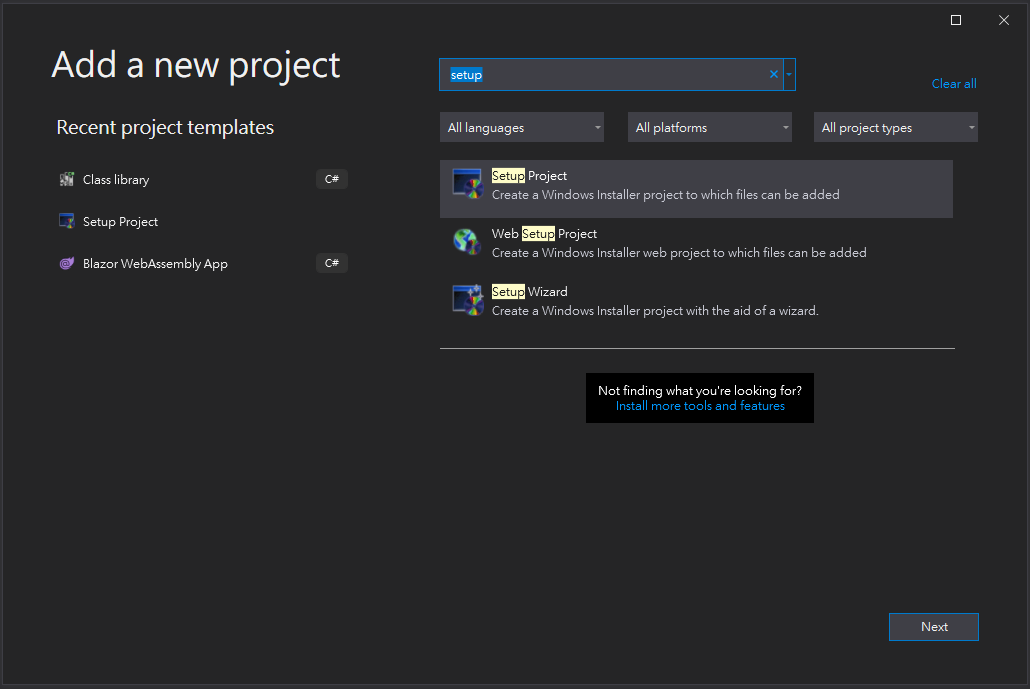 Add a new project
Recent project templates
Class library
C#
Setup Project
Blazor WebAssembly App
C#
setup
Clear all
All languages
All platforms
All project types
Setup Project
Create a Windows Installer project to which files can be added
Web Setup Project
Create a Windows Installer web project to which files can be added
Setup Wizard
Create a Windows Installer project with the aid of a wizard.
Not finding what you're looking for?
Install more tools and features
Next